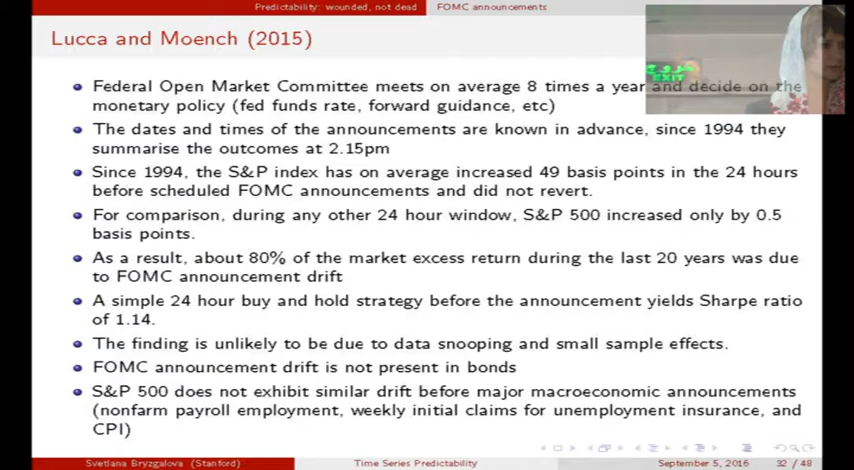 Predictability: wounded, not dead
FOMC announcements
Lucca and Moench (2015)
خروج
EXIT
Federal Open Market Committee meets on average 8 times a year and decide on the
monetary policy (fed funds rate, forward guidance, etc)
The dates and times of the announcements are known in advance, since 1994 they
summarise the outcomes at 2.15pm
Since 1994, the S&P index has on average increased 49 basis points in the 24 hours
before scheduled FOMC announcements and did not revert.
For comparison, during any other 24 hour window, S&P 500 increased only by 0.5
basis points.
As a result, about 80% of the market excess return during the last 20 years was due
to FOMC announcement drift
A simple 24 hour buy and hold strategy before the announcement yields Sharpe ratio
of 1.14.
The finding is unlikely to be due to data snooping and small sample effects.
FOMC announcement drift is not present in bonds
S&P 500 does not exhibit similar drift before major macroeconomic announcements
(nonfarm payroll employment, weekly initial claims for unemployment insurance, and
CPI)
Svetlana Bryzgalova (Stanford)
Time Series Predictability
September 5, 2016
32 / 48